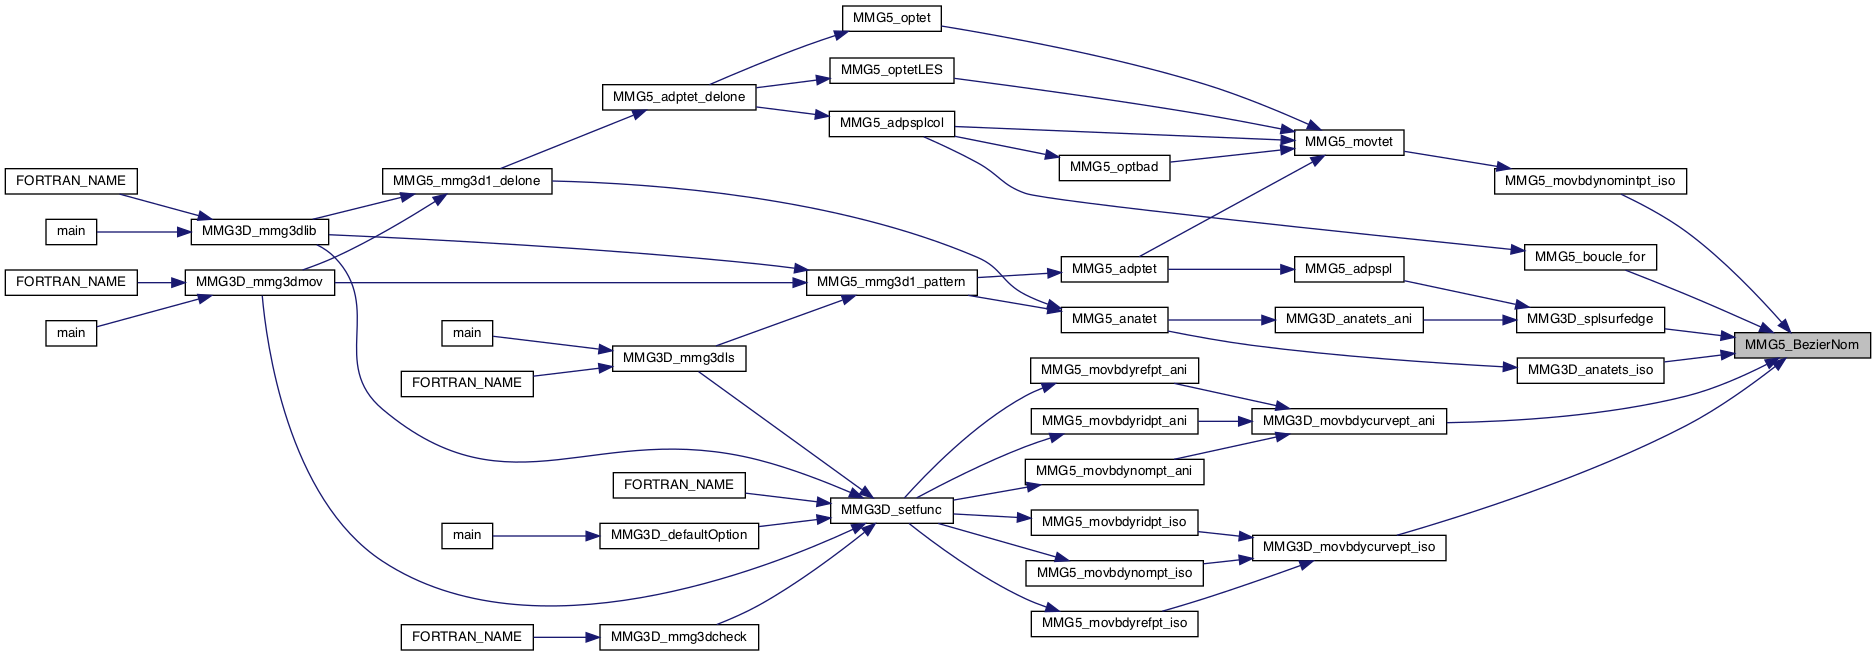 MMG5_optet
MMG5_optetLES
MMG5_adptet_delone
MMG5_adpsplcol
MMG5_movtet
MMG5_optbad
FORTRAN_NAME
MMG5_mmg3d1_delone
MMG5_movbdynomintpt_iso
main
MMG3D_mmg3dlib
MMG5_boucle_for
FORTRAN_NAME
MMG3D_mmg3dmov
MMG5_mmg3d1_pattern
MMG5_adptet
MMG5_adpspl
main
MMG5_anatet
MMG3D_anatets_ani
MMG3D_splsurfedge
main
MMG3D_mmg3dls
MMG5_BezierNom
FORTRAN_NAME
MMG5_movbdyrefpt_ani
MMG3D_anatets_iso
MMG5_movbdyridpt_ani
MMG3D_movbdycurvept_ani
MMG5_movbdynompt_ani
FORTRAN_NAME
MMG3D_setfunc
main
MMG3D_defaultOption
MMG5_movbdyridpt_iso
MMG3D_movbdycurvept_iso
MMG5_movbdynompt_iso
MMG5_movbdyrefpt_iso
FORTRAN_NAME
MMG3D_mmg3dcheck